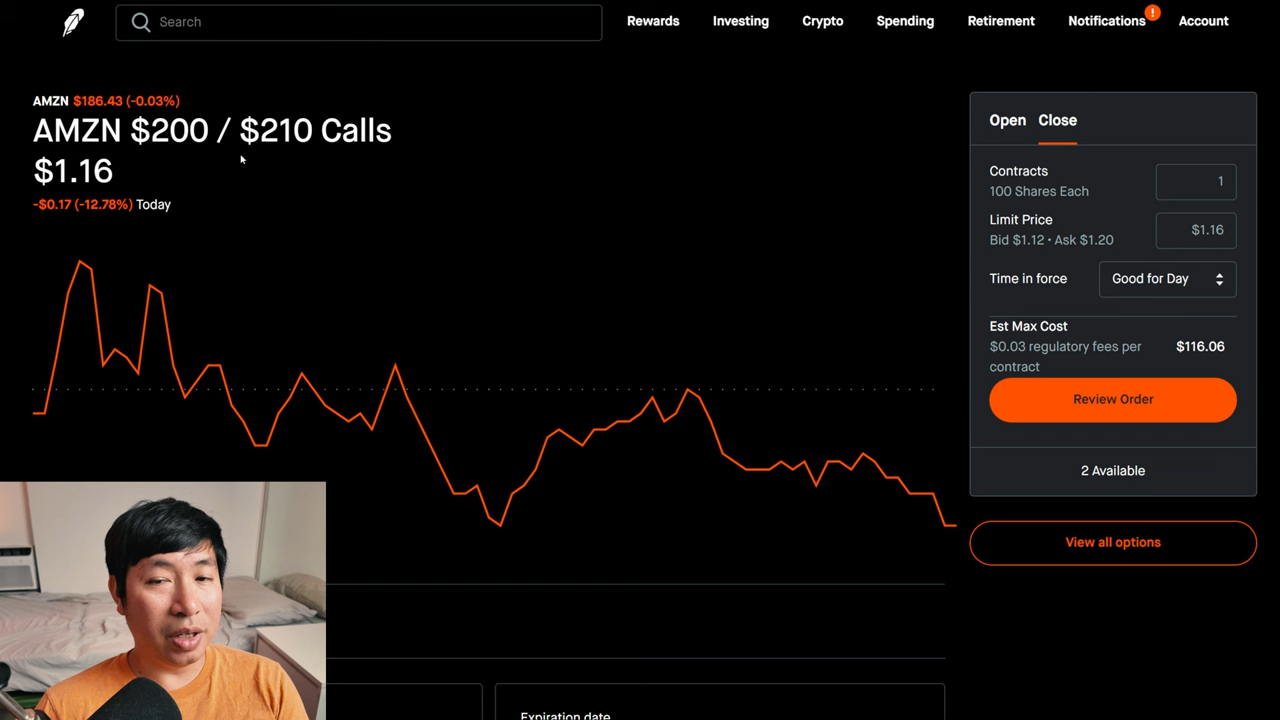 Search
Rewards
Investing
Crypto
Spending
Retirement
Notifications
!
Account
AMZN $186.43 (-0.03%)
AMZN $200 / $210 Calls
$1.16
-$0.17 (-12.78%) Today
Open Close
Contracts
100 Shares Each
1
Limit Price
Bid $1.12 • Ask $1.20
$1.16
Time in force
Good for Day
Est Max Cost
$0.03 regulatory fees per
contract
$116.06
Review Order
2 Available
View all options
Expiration date